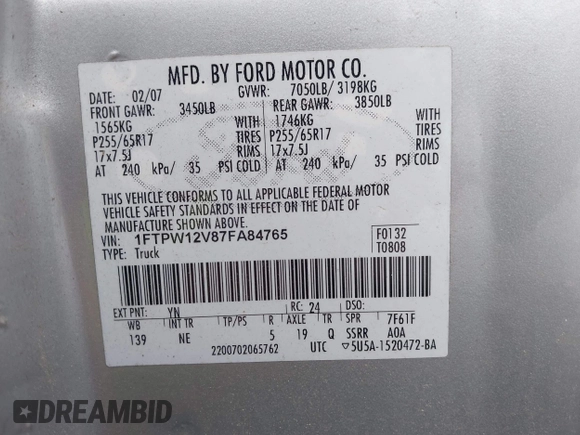 MFD. BY FORD MOTOR CO.
DATE: 02/07 GVWR: 7050LB/ 3198KG
FRONT GAWR: 3450LB REAR GAWR: 3850LB
1565KG WITH 1746KG WITH
P255/65R17 TIRES P255/65R17 TIRES
17x7.5J RIMS 17x7.5J RIMS
AT 240 kPa/ 35 PSI COLD AT 240 kPa/ 35 PSI COLD
THIS VEHICLE CONFORMS TO ALL APPLICABLE FEDERAL MOTOR
VEHICLE SAFETY STANDARDS IN EFFECT ON THE DATE OF
MANUFACTURE SHOWN ABOVE.
VIN: 1FTPW12V87FA84765 F0132
TYPE: Truck T0808
EXT PNT: YN RC: 24 DSO:
WB INT TR TP/PS R AXLE TR SPR 7F61F
139 NE 5 19 Q SSRR A0A
2200702065762 UTC ▽5U5A-1520472-BA
DREAMBID